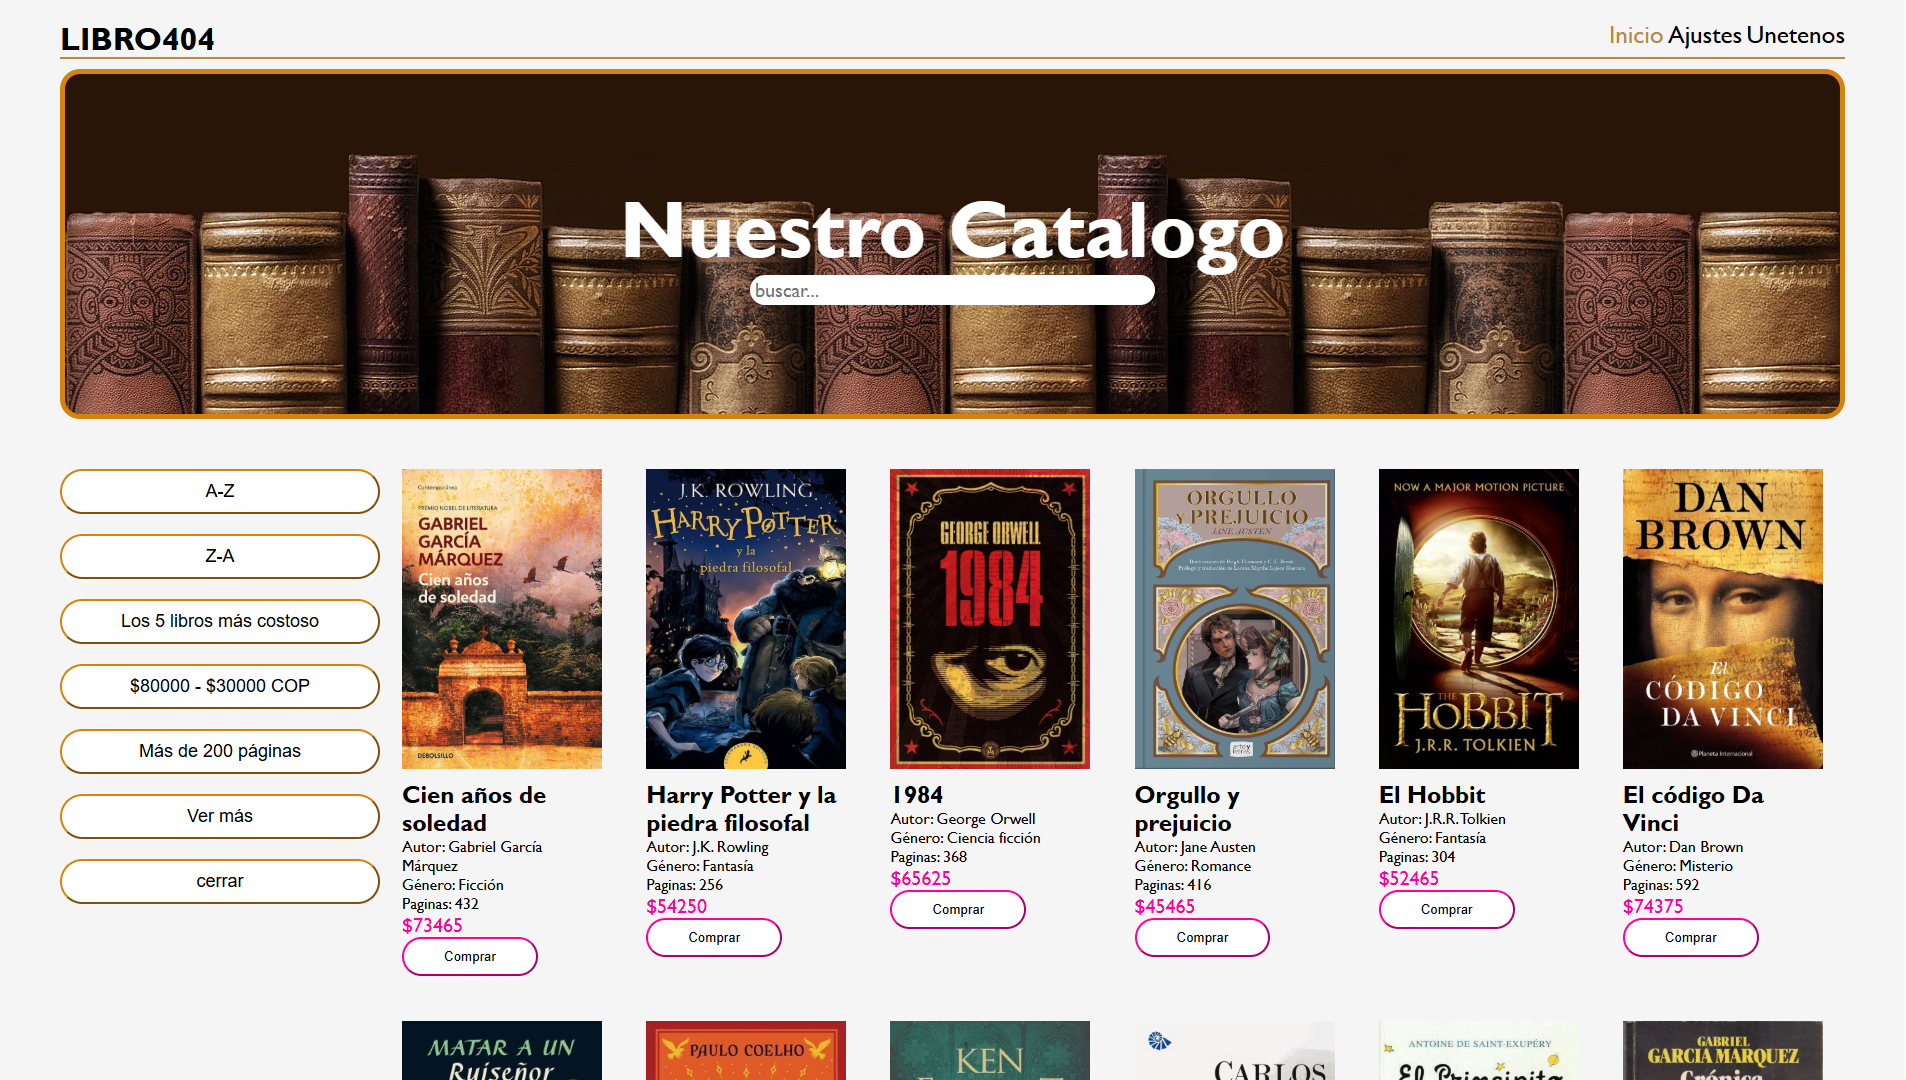 LIBRO404
Inicio Ajustes Unetenos
Nuestro Catalogo
buscar...
A-Z
Z-A
Los 5 libros más costoso
$80000 - $30000 COP
Más de 200 páginas
Ver más
cerrar
Contemporánea
PREMIO NOBEL DE LITERATURA
GABRIEL
GARCÍA
MÁRQUEZ
Cien años
de soledad
DEBOLSILLO
Cien años de
soledad
Autor: Gabriel García
Márquez
Género: Ficción
Paginas: 432
$73465
Comprar
J.K. ROWLING
HARRY POTTER
y la
piedra filosofal
Harry Potter y la
piedra filosofal
Autor: J.K. Rowling
Género: Fantasía
Paginas: 256
$54250
Comprar
GEORGE ORWELL
1984
1984
Autor: George Orwell
Género: Ciencia ficción
Paginas: 368
$65625
Comprar
ORGULLO
Y PREJUICIO
JANE AUSTEN
arte y
letras
Orgullo y
prejuicio
Autor: Jane Austen
Género: Romance
Paginas: 416
$45465
Comprar
NOW A MAJOR MOTION PICTURE
THE
HOBBIT
J.R.R. TOLKIEN
El Hobbit
Autor: J.R.R. Tolkien
Género: Fantasía
Paginas: 304
$52465
Comprar
DAN
BROWN
El
CÓDIGO
DA VINCI
Planeta Internacional
El código Da
Vinci
Autor: Dan Brown
Género: Misterio
Paginas: 592
$74375
Comprar
MATAR A UN
Ruiseñor
PAULO COELHO
KEN
CARLOS
ANTOINE DE SAINT-EXUPÉRY
El Principito
GABRIEL
GARCÍA MÁRQUEZ
Crónica